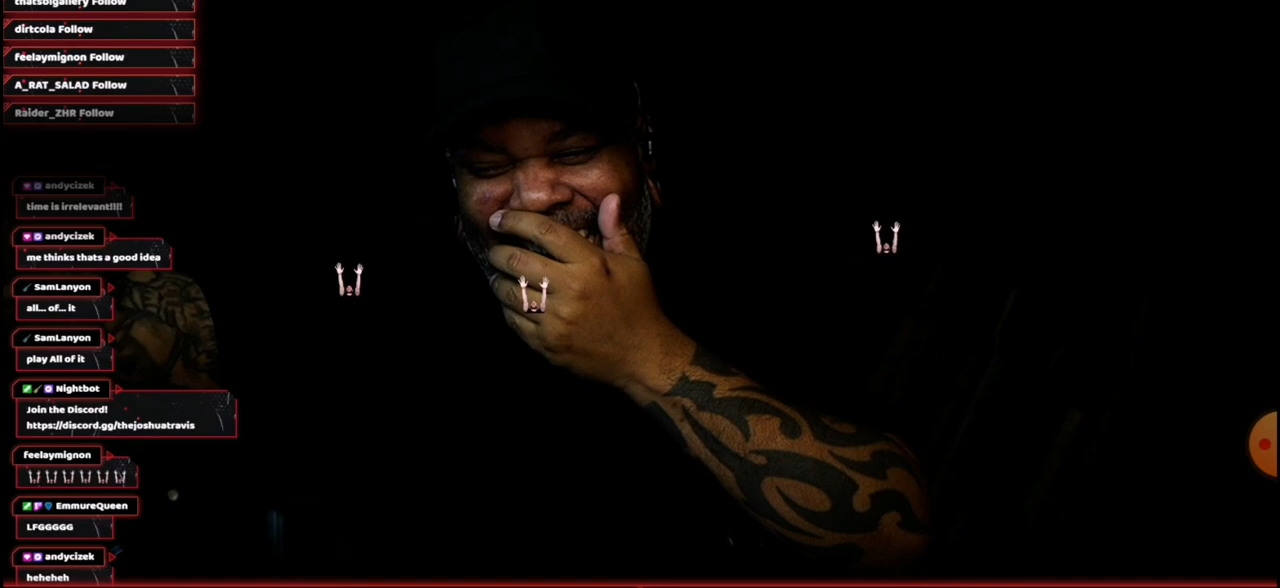 thatsolgallery Follow
dirtcola Follow
feelaymignon Follow
A_RAT_SALAD Follow
Raider_ZHR Follow
andycizek
time is irrelevant!!!!
andycizek
me thinks thats a good idea
SamLanyon
all... of... it
SamLanyon
play All of it
Nightbot
Join the Discord!
https://discord.gg/thejoshuatravis
feelaymignon
EmmureQueen
LFGGGGG
andycizek
heheheh